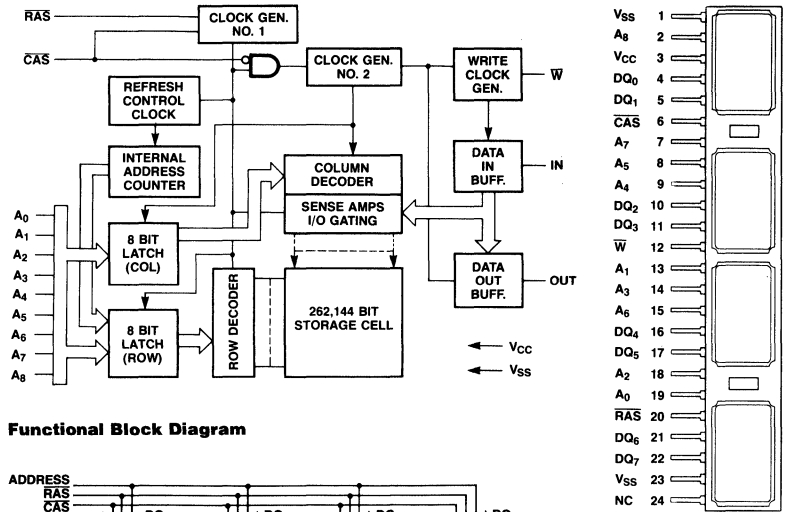 RAS
CLOCK GEN.
NO. 1
CAS
CLOCK GEN.
NO. 2
WRITE
CLOCK
GEN.
W
REFRESH
CONTROL
CLOCK
INTERNAL
ADDRESS
COUNTER
COLUMN
DECODER
DATA
IN
BUFF.
IN
SENSE AMPS
I/O GATING
A0
A1
A2
A3
A4
A5
A6
A7
A8
8 BIT
LATCH
(COL)
8 BIT
LATCH
(ROW)
ROW DECODER
262,144 BIT
STORAGE CELL
DATA
OUT
BUFF.
OUT
VCC
VSS
Functional Block Diagram
ADDRESS
RAS
CAS
VSS 1
A8 2
VCC 3
DQ0 4
DQ1 5
CAS 6
A7 7
A5 8
A4 9
DQ2 10
DQ3 11
W 12
A1 13
A3 14
A6 15
DQ4 16
DQ5 17
A2 18
A0 19
RAS 20
DQ6 21
DQ7 22
VSS 23
NC 24